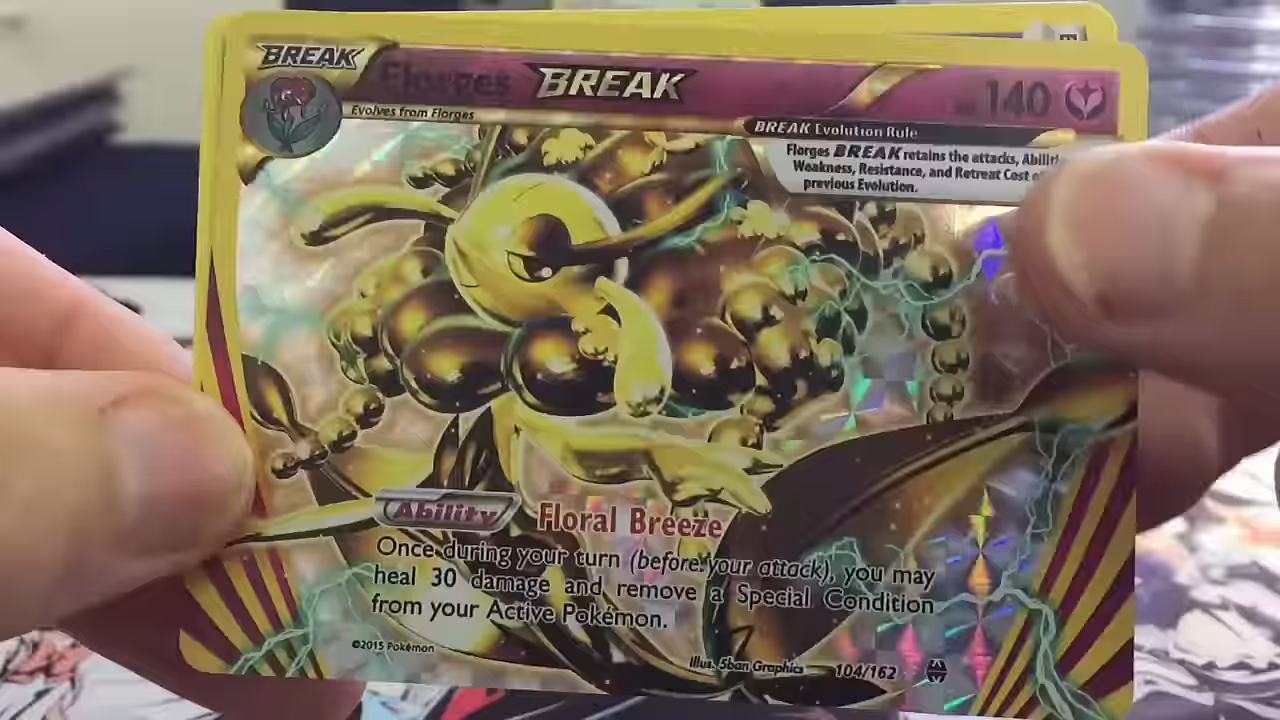 BREAK
Florges BREAK
140
Evolves from Florges
BREAK Evolution Rule
Florges BREAK retains the attacks,
Weakness, Resistance, and Retreat Cost
previous Evolution.
Ability Floral Breeze
Once during your turn (before your attack), you may
heal 30 damage and remove a Special Condition
from your Active Pokémon.
©2015 Pokémon
Illus. 5ban Graphics 104/162